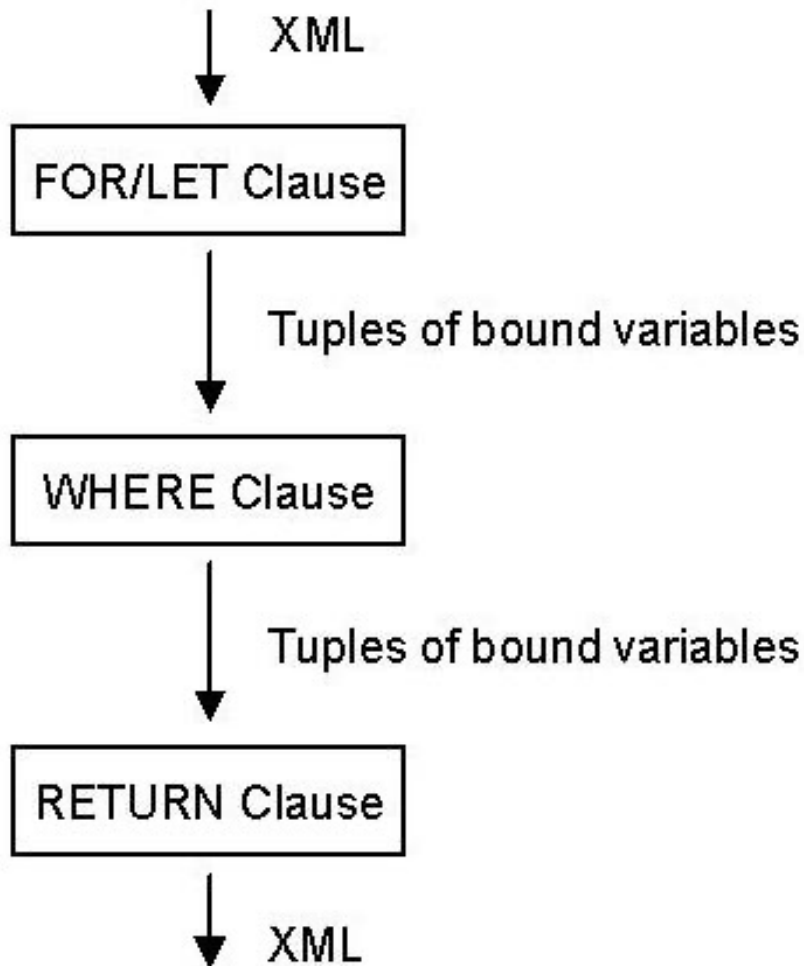 XML
FOR/LET Clause
Tuples of bound variables
WHERE Clause
Tuples of bound variables
RETURN Clause
XML